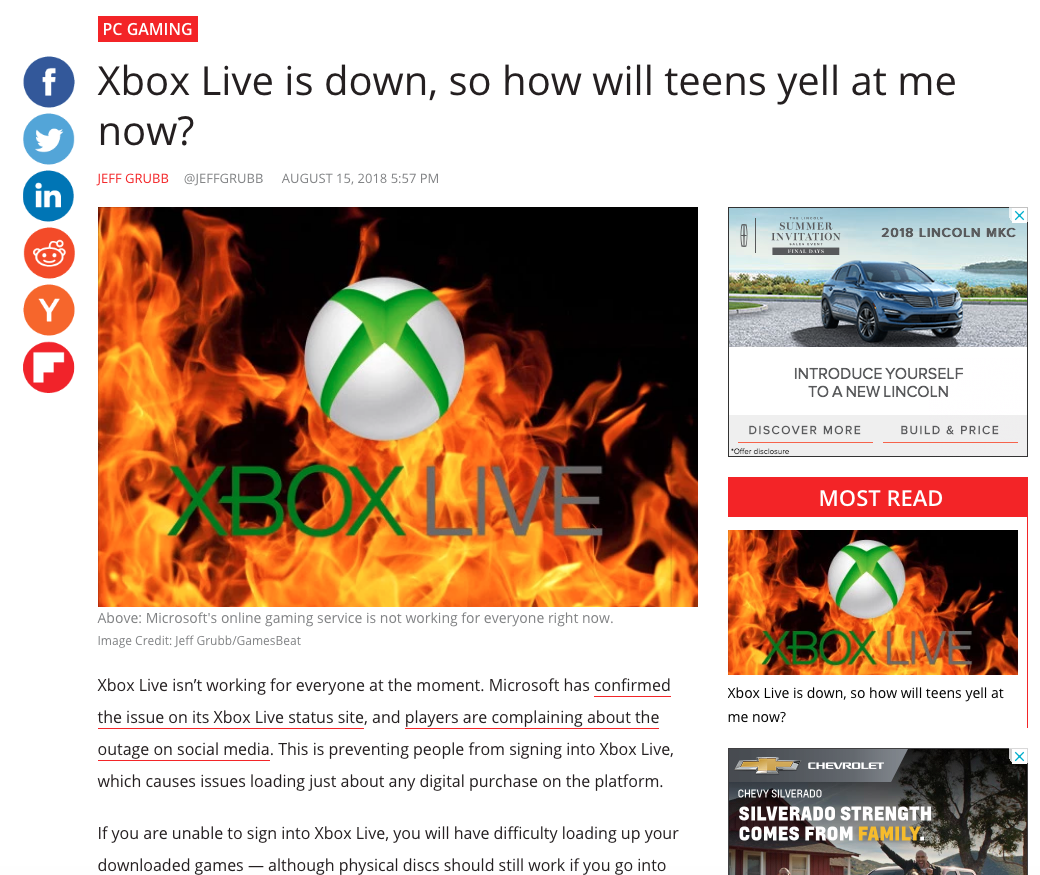 PC GAMING
Xbox Live is down, so how will teens yell at me
now?
JEFF GRUBB @JEFFGRUBB AUGUST 15, 2018 5:57 PM
XBOX LIVE
Above: Microsoft's online gaming service is not working for everyone right now.
Image Credit: Jeff Grubb/GamesBeat
Xbox Live isn’t working for everyone at the moment. Microsoft has confirmed
the issue on its Xbox Live status site, and players are complaining about the
outage on social media. This is preventing people from signing into Xbox Live,
which causes issues loading just about any digital purchase on the platform.
If you are unable to sign into Xbox Live, you will have difficulty loading up your
downloaded games — although physical discs should still work if you go into
THE LINCOLN
SUMMER
INVITATION
SALES EVENT
FINAL DAYS
2018 LINCOLN MKC
INTRODUCE YOURSELF
TO A NEW LINCOLN
DISCOVER MORE BUILD & PRICE
*Offer disclosure
MOST READ
XBOX LIVE
Xbox Live is down, so how will teens yell at
me now?
CHEVROLET
CHEVY SILVERADO
SILVERADO STRENGTH
COMES FROM FAMILY.